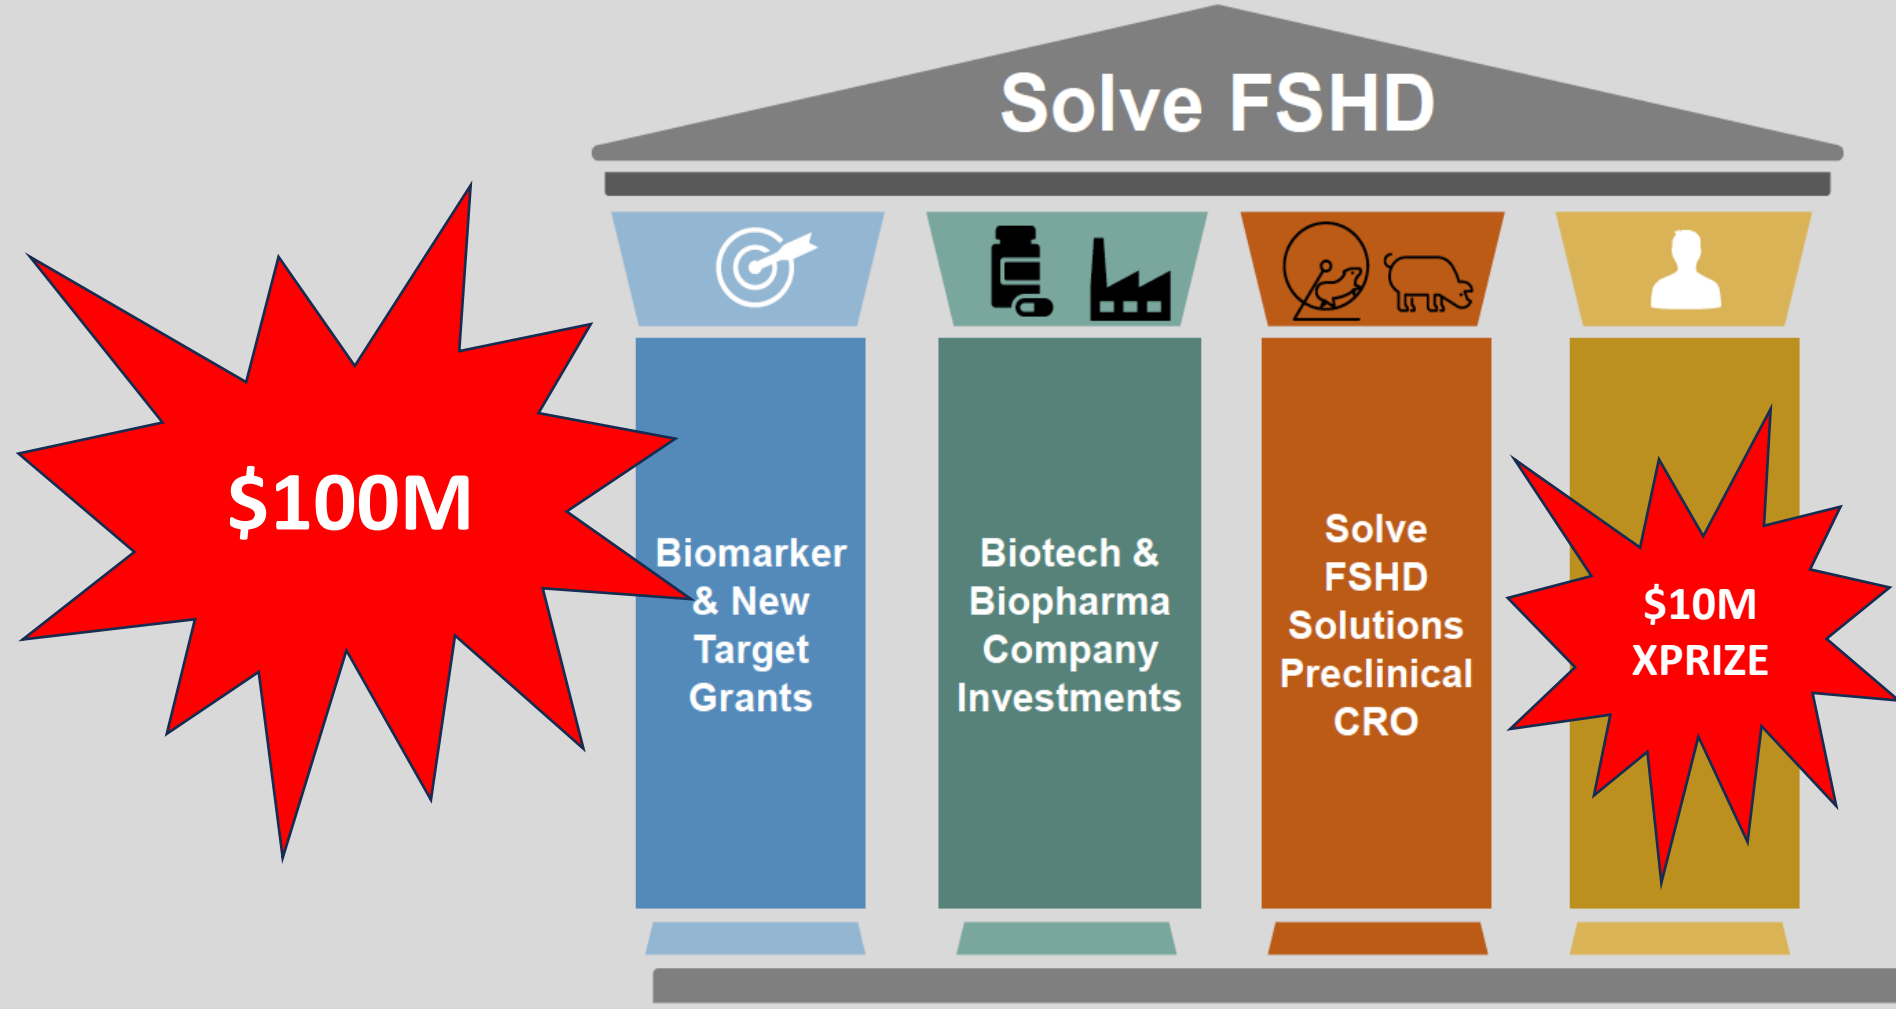 Solve FSHD
$100M
Biomarker
& New
Target
Grants
Biotech &
Biopharma
Company
Investments
Solve
FSHD
Solutions
Preclinical
CRO
$10M
XPRIZE